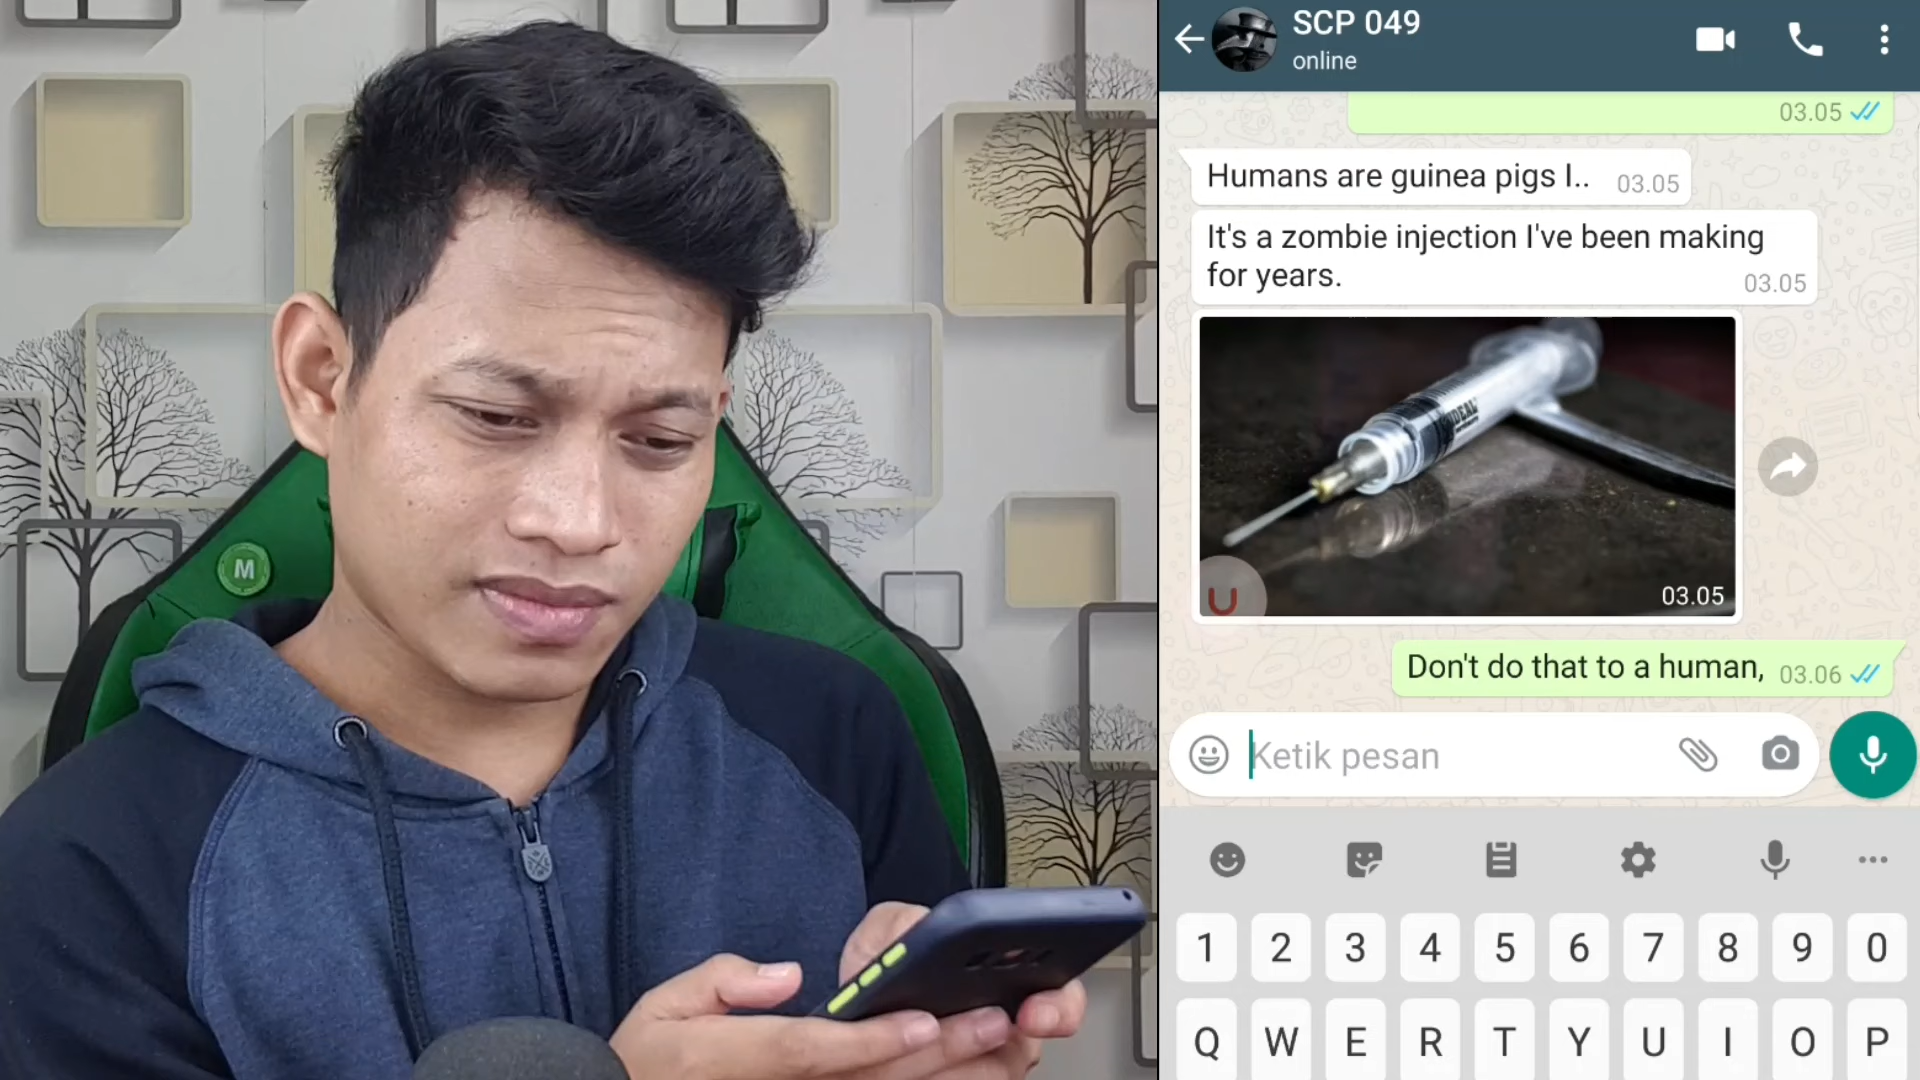 SCP 049
online
03.05
Humans are guinea pigs I.. 03.05
It's a zombie injection I've been making
for years. 03.05
IDEAL
U
03.05
M
Don't do that to a human, 03.06
Ketik pesan
1 2 3 4 5 6 7 8 9 0
Q W E R T Y U I O P